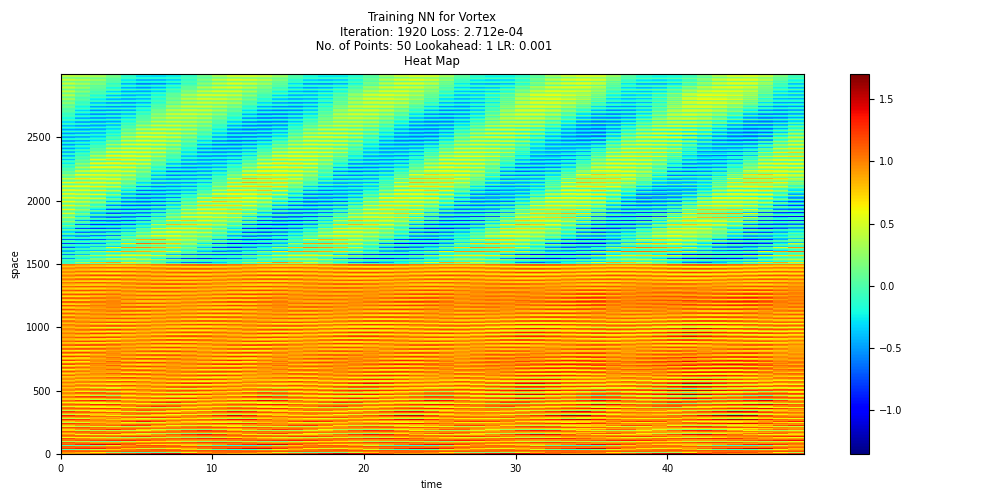 Training NN for Vortex
Iteration: 1920 Loss: 2.712e-04
No. of Points: 50 Lookahead: 1 LR: 0.001
Heat Map
2500
2000
1500
1000
500
0
space
0 10 20 30 40
time
1.5
1.0
0.5
0.0
−0.5
−1.0